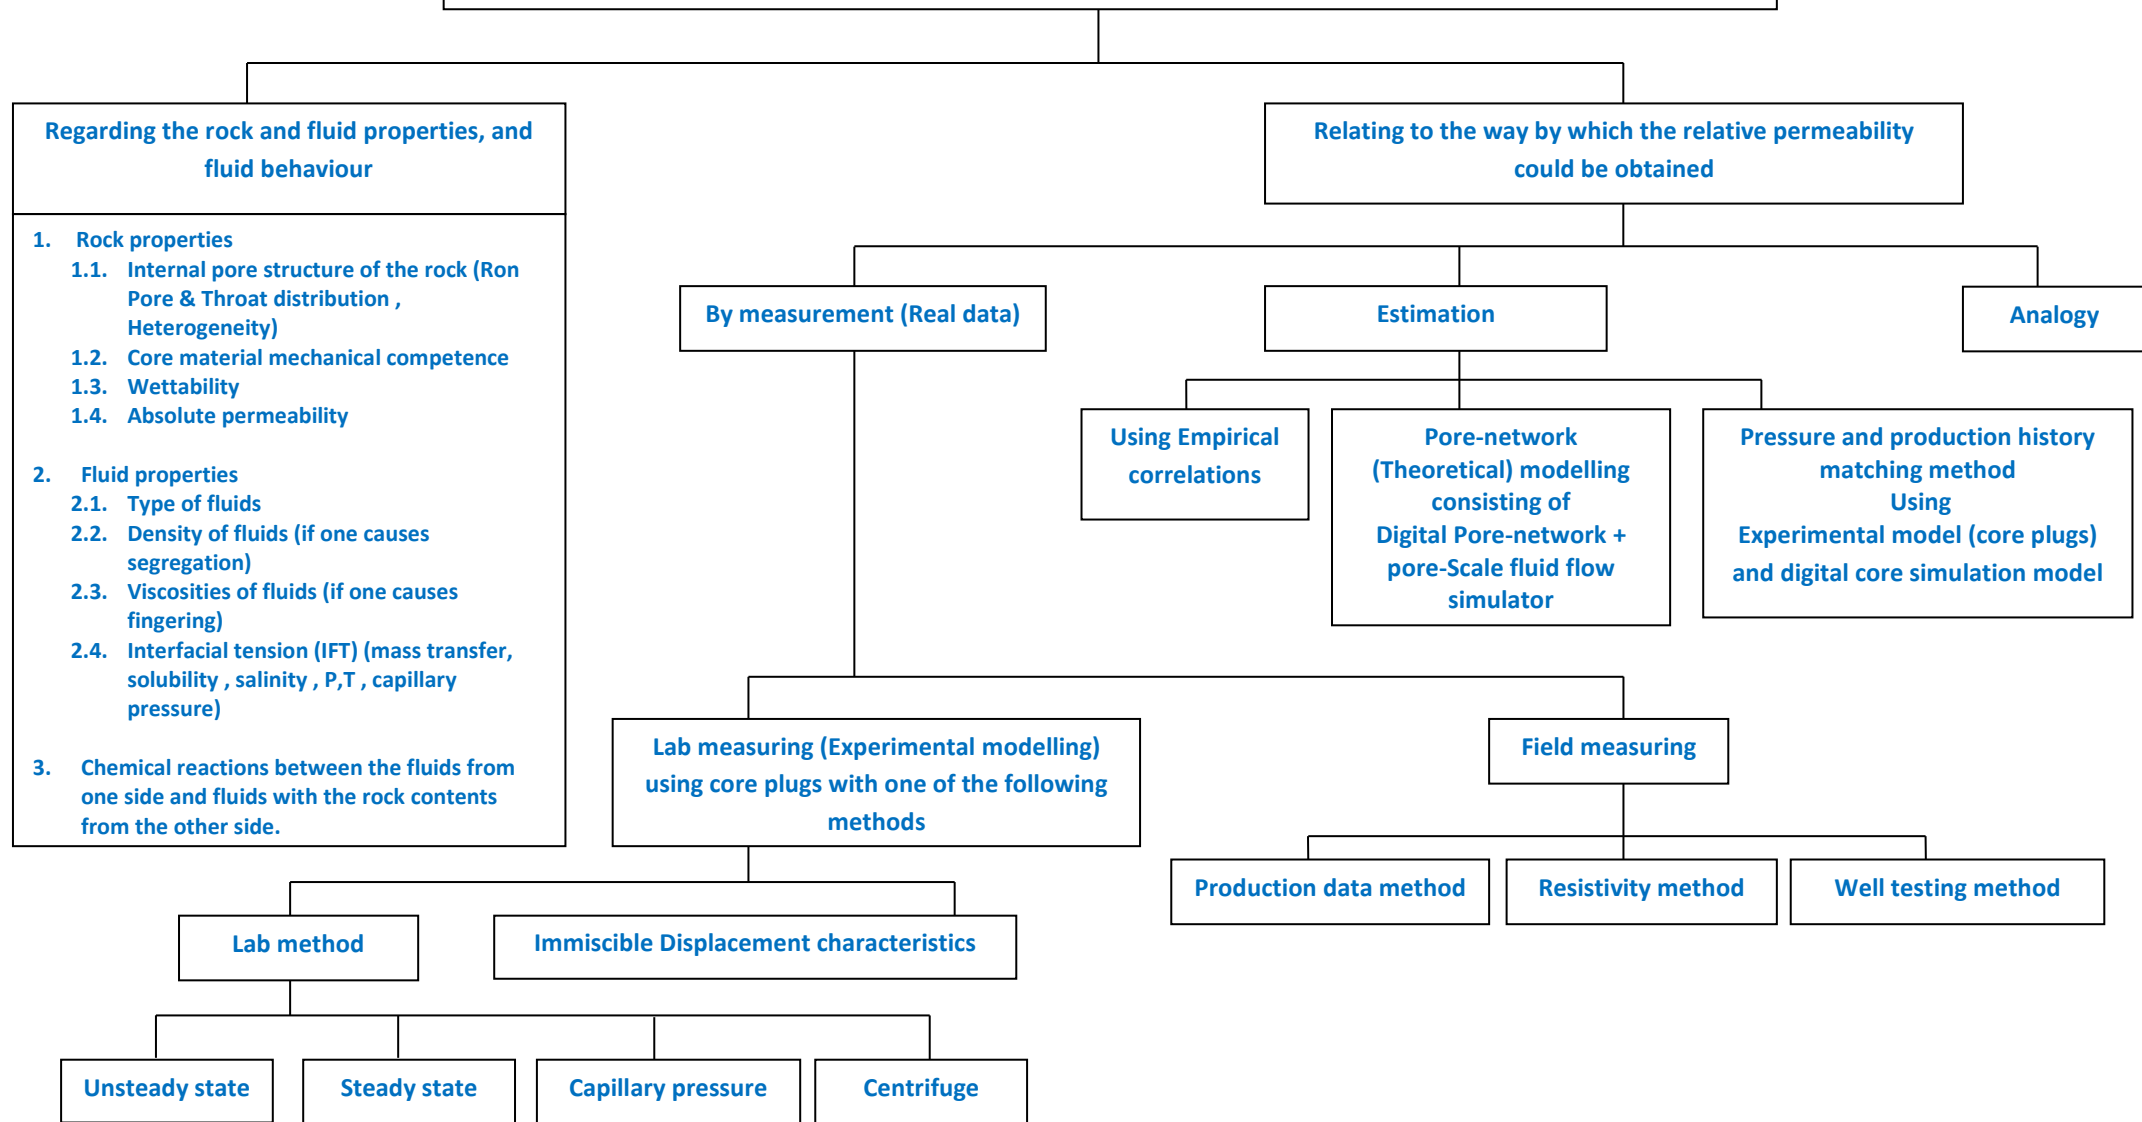 Regarding the rock and fluid properties, and
fluid behaviour
1. Rock properties
1.1. Internal pore structure of the rock (Ron
Pore & Throat distribution ,
Heterogeneity)
1.2. Core material mechanical competence
1.3. Wettability
1.4. Absolute permeability
2. Fluid properties
2.1. Type of fluids
2.2. Density of fluids (if one causes
segregation)
2.3. Viscosities of fluids (if one causes
fingering)
2.4. Interfacial tension (IFT) (mass transfer,
solubility , salinity , P,T , capillary
pressure)
3. Chemical reactions between the fluids from
one side and fluids with the rock contents
from the other side.
Relating to the way by which the relative permeability
could be obtained
By measurement (Real data)
Estimation
Analogy
Using Empirical
correlations
Pore-network
(Theoretical) modelling
consisting of
Digital Pore-network +
pore-Scale fluid flow
simulator
Pressure and production history
matching method
Using
Experimental model (core plugs)
and digital core simulation model
Lab measuring (Experimental modelling)
using core plugs with one of the following
methods
Field measuring
Production data method
Resistivity method
Well testing method
Lab method
Immiscible Displacement characteristics
Unsteady state
Steady state
Capillary pressure
Centrifuge